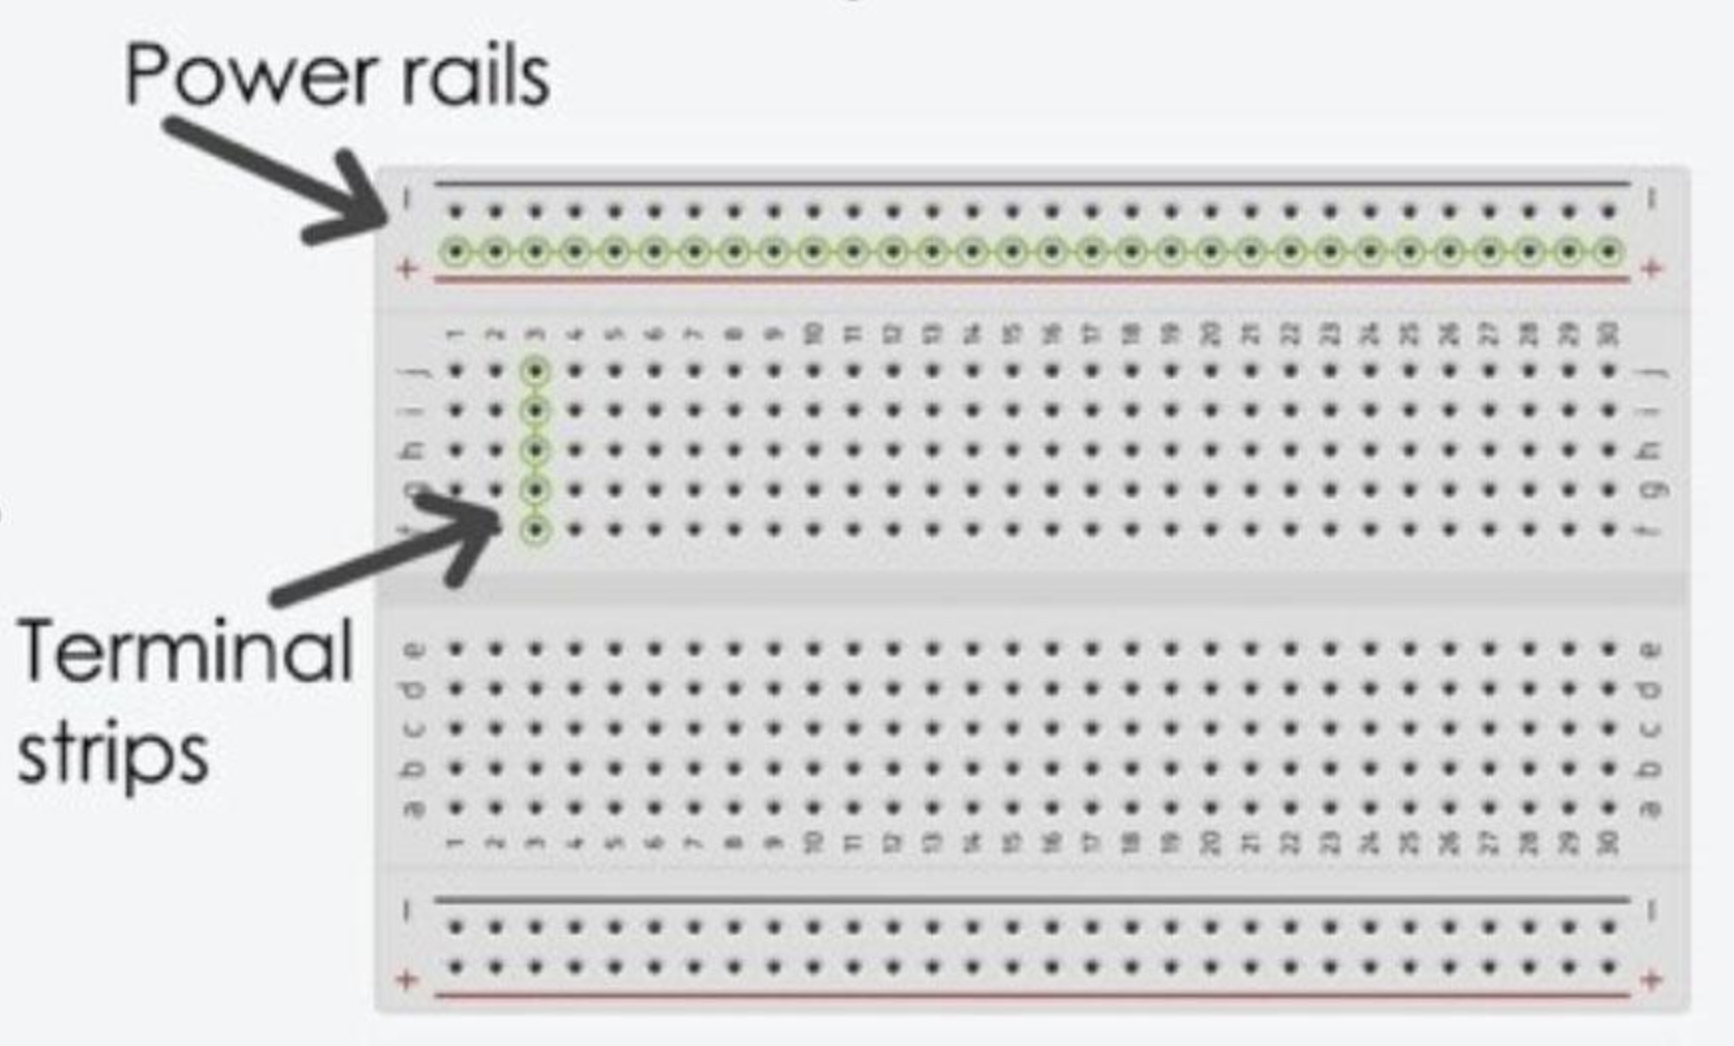 Power rails
− −
+ +
1 2 3 4 5 6 7 8 9 10 11 12 13 14 15 16 17 18 19 20 21 22 23 24 25 26 27 28 29 30
j j
i i
h h
g g
f f
Terminal
strips
e e
d d
c c
b b
a a
1 2 3 4 5 6 7 8 9 10 11 12 13 14 15 16 17 18 19 20 21 22 23 24 25 26 27 28 29 30
− −
+ +